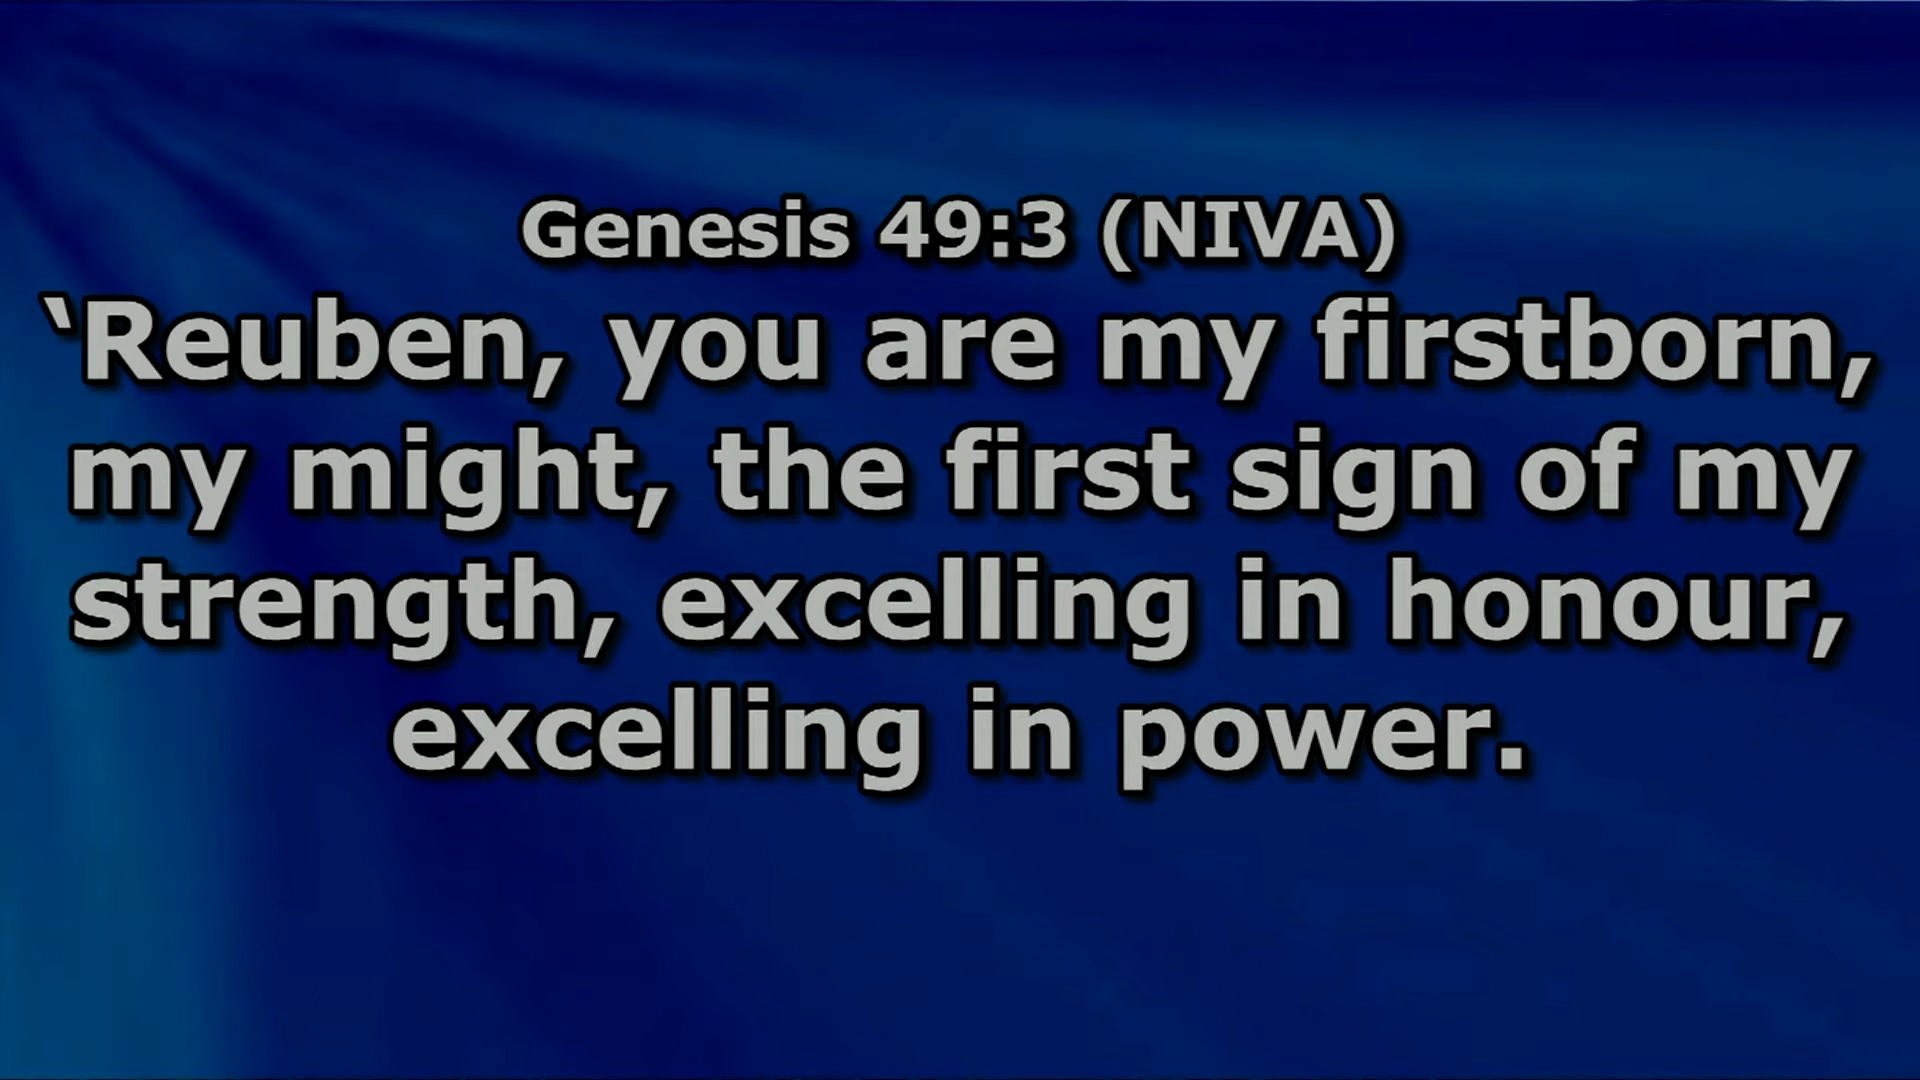 Genesis 49:3 (NIVA)
‘Reuben, you are my firstborn,
my might, the first sign of my
strength, excelling in honour,
excelling in power.